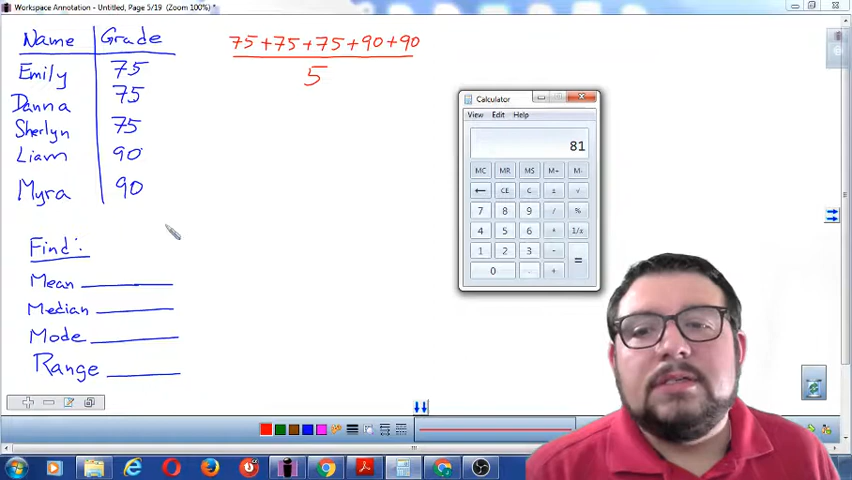 Workspace Annotation - Untitled, Page 5/19 (Zoom 100%)
Name Grade
Emily 75
Danna 75
Sherlyn 75
Liam 90
Myra 90
75+75+75+90+90
5
Find:
Mean
Median
Mode
Range
Calculator
View Edit Help
81
MC MR MS M+ M-
← CE C ± √
7 8 9 / %
4 5 6 * 1/x
1 2 3 - =
0 . +